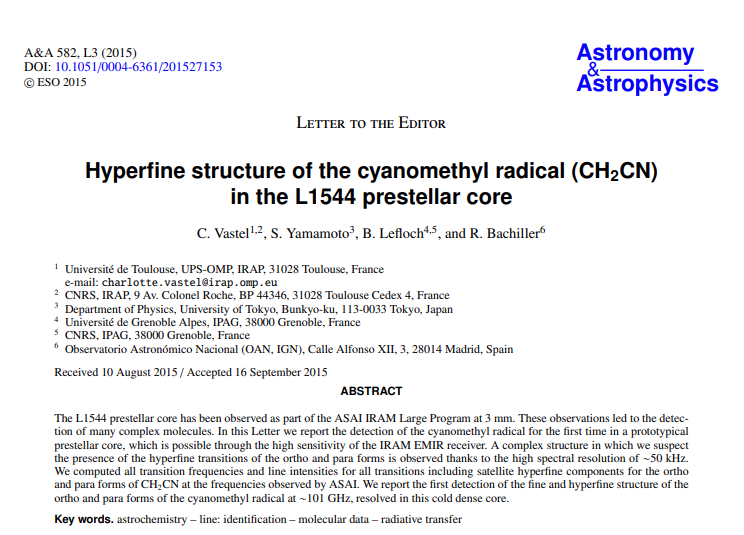 A&A 582, L3 (2015)
DOI: 10.1051/0004-6361/201527153
© ESO 2015
Astronomy
&
Astrophysics
LETTER TO THE EDITOR
Hyperfine structure of the cyanomethyl radical (CH₂CN)
in the L1544 prestellar core
C. Vastel¹,², S. Yamamoto³, B. Lefloch⁴,⁵, and R. Bachiller⁶
¹ Université de Toulouse, UPS-OMP, IRAP, 31028 Toulouse, France
e-mail: charlotte.vastel@irap.omp.eu
² CNRS, IRAP, 9 Av. Colonel Roche, BP 44346, 31028 Toulouse Cedex 4, France
³ Department of Physics, University of Tokyo, Bunkyo-ku, 113-0033 Tokyo, Japan
⁴ Université de Grenoble Alpes, IPAG, 38000 Grenoble, France
⁵ CNRS, IPAG, 38000 Grenoble, France
⁶ Observatorio Astronómico Nacional (OAN, IGN), Calle Alfonso XII, 3, 28014 Madrid, Spain
Received 10 August 2015 / Accepted 16 September 2015
ABSTRACT
The L1544 prestellar core has been observed as part of the ASAI IRAM Large Program at 3 mm. These observations led to the detec-
tion of many complex molecules. In this Letter we report the detection of the cyanomethyl radical for the first time in a prototypical
prestellar core, which is possible through the high sensitivity of the IRAM EMIR receiver. A complex structure in which we suspect
the presence of the hyperfine transitions of the ortho and para forms is observed thanks to the high spectral resolution of ~50 kHz.
We computed all transition frequencies and line intensities for all transitions including satellite hyperfine components for the ortho
and para forms of CH₂CN at the frequencies observed by ASAI. We report the first detection of the fine and hyperfine structure of the
ortho and para forms of the cyanomethyl radical at ~101 GHz, resolved in this cold dense core.
Key words. astrochemistry – line: identification – molecular data – radiative transfer